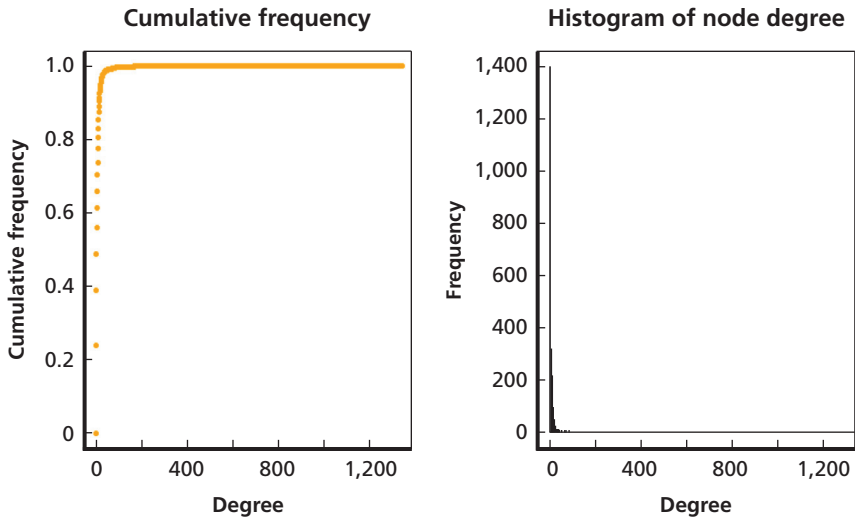 Cumulative frequency
Cumulative frequency
1.0
0.8
0.6
0.4
0.2
0
0 400 800 1,200
Degree
Histogram of node degree
Frequency
1,400
1,200
1,000
800
600
400
200
0
0 400 800 1,200
Degree